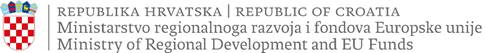 REPUBLIKA HRVATSKA | REPUBLIC OF CROATIA
Ministarstvo regionalnoga razvoja i fondova Europske unije
Ministry of Regional Development and EU Funds